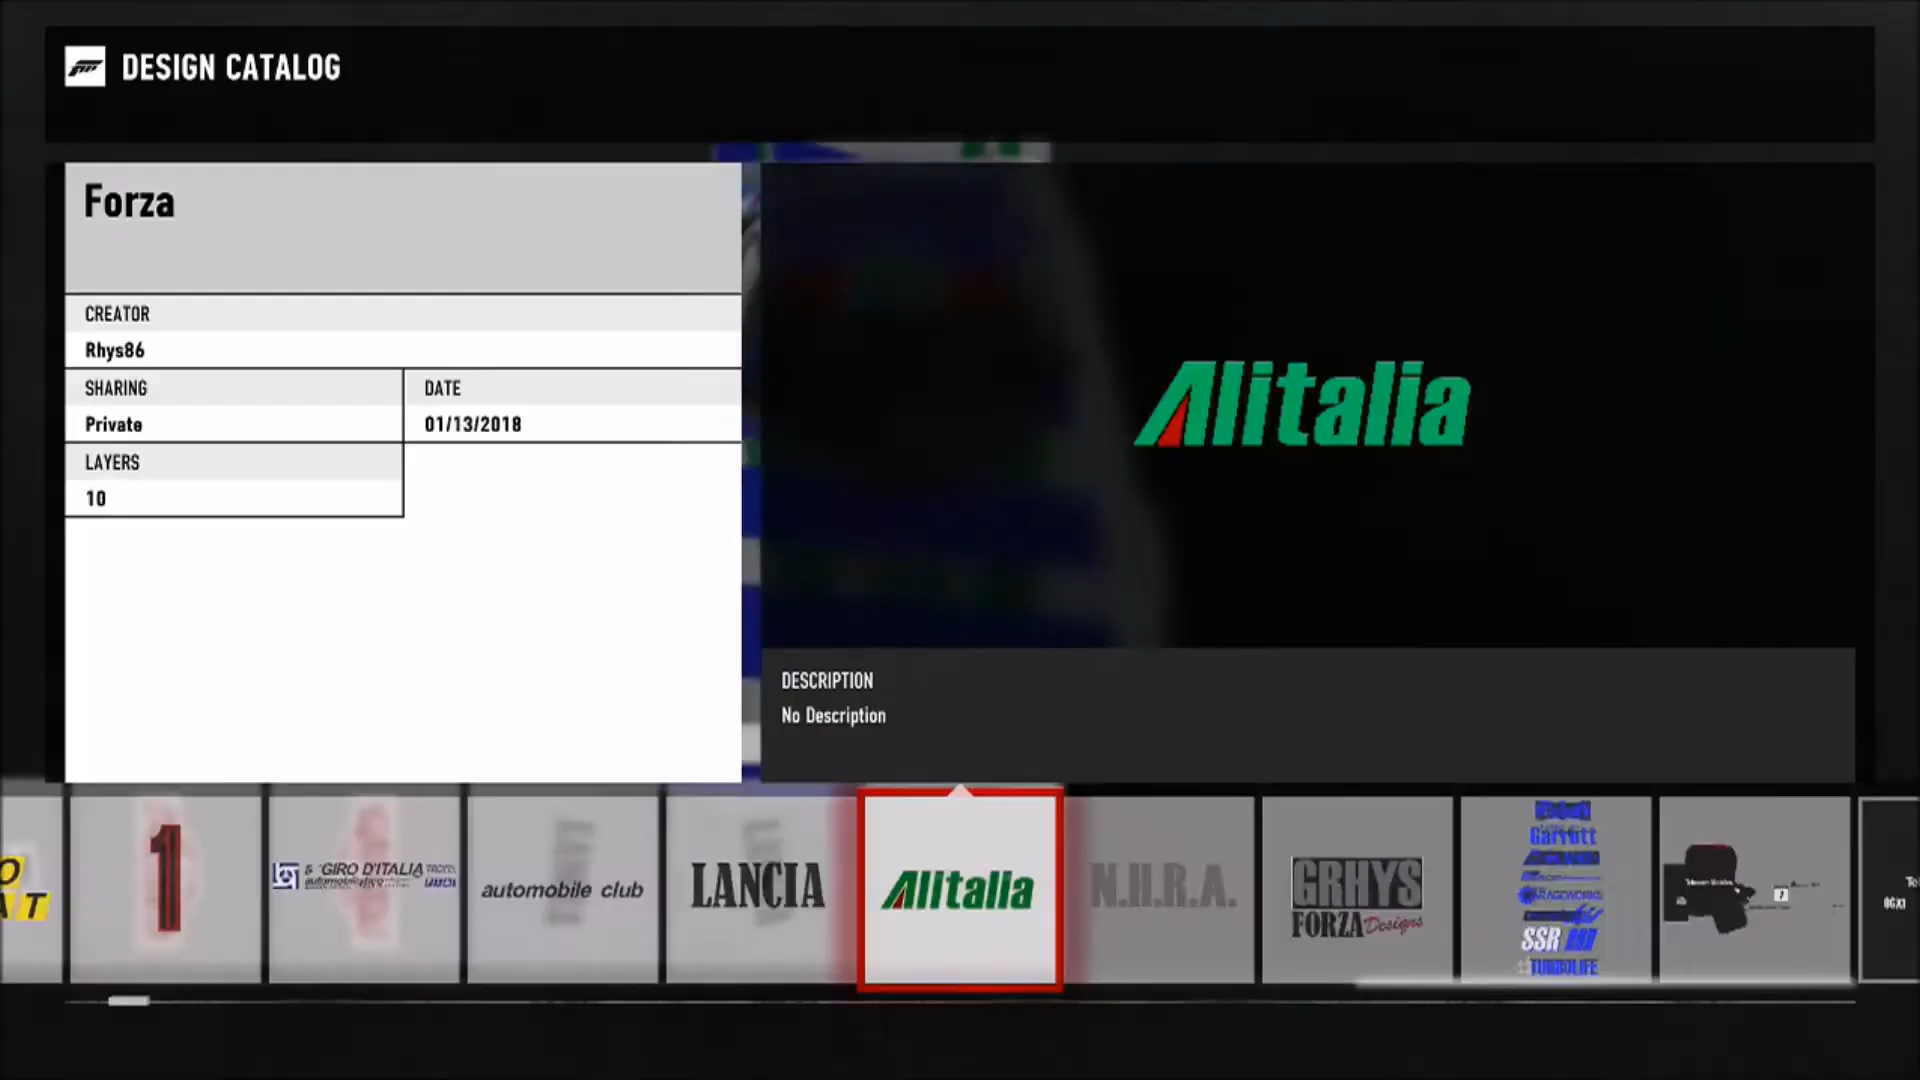 DESIGN CATALOG
Forza
CREATOR
Rhys86
SHARING
DATE
Private
01/13/2018
LAYERS
10
Alitalia
DESCRIPTION
No Description
1
GIRO D'ITALIA
automobile club
LANCIA
Alitalia
N.H.R.A.
GRHYS
FORZA Designs
Garrett
SSR
TURBOLIFE